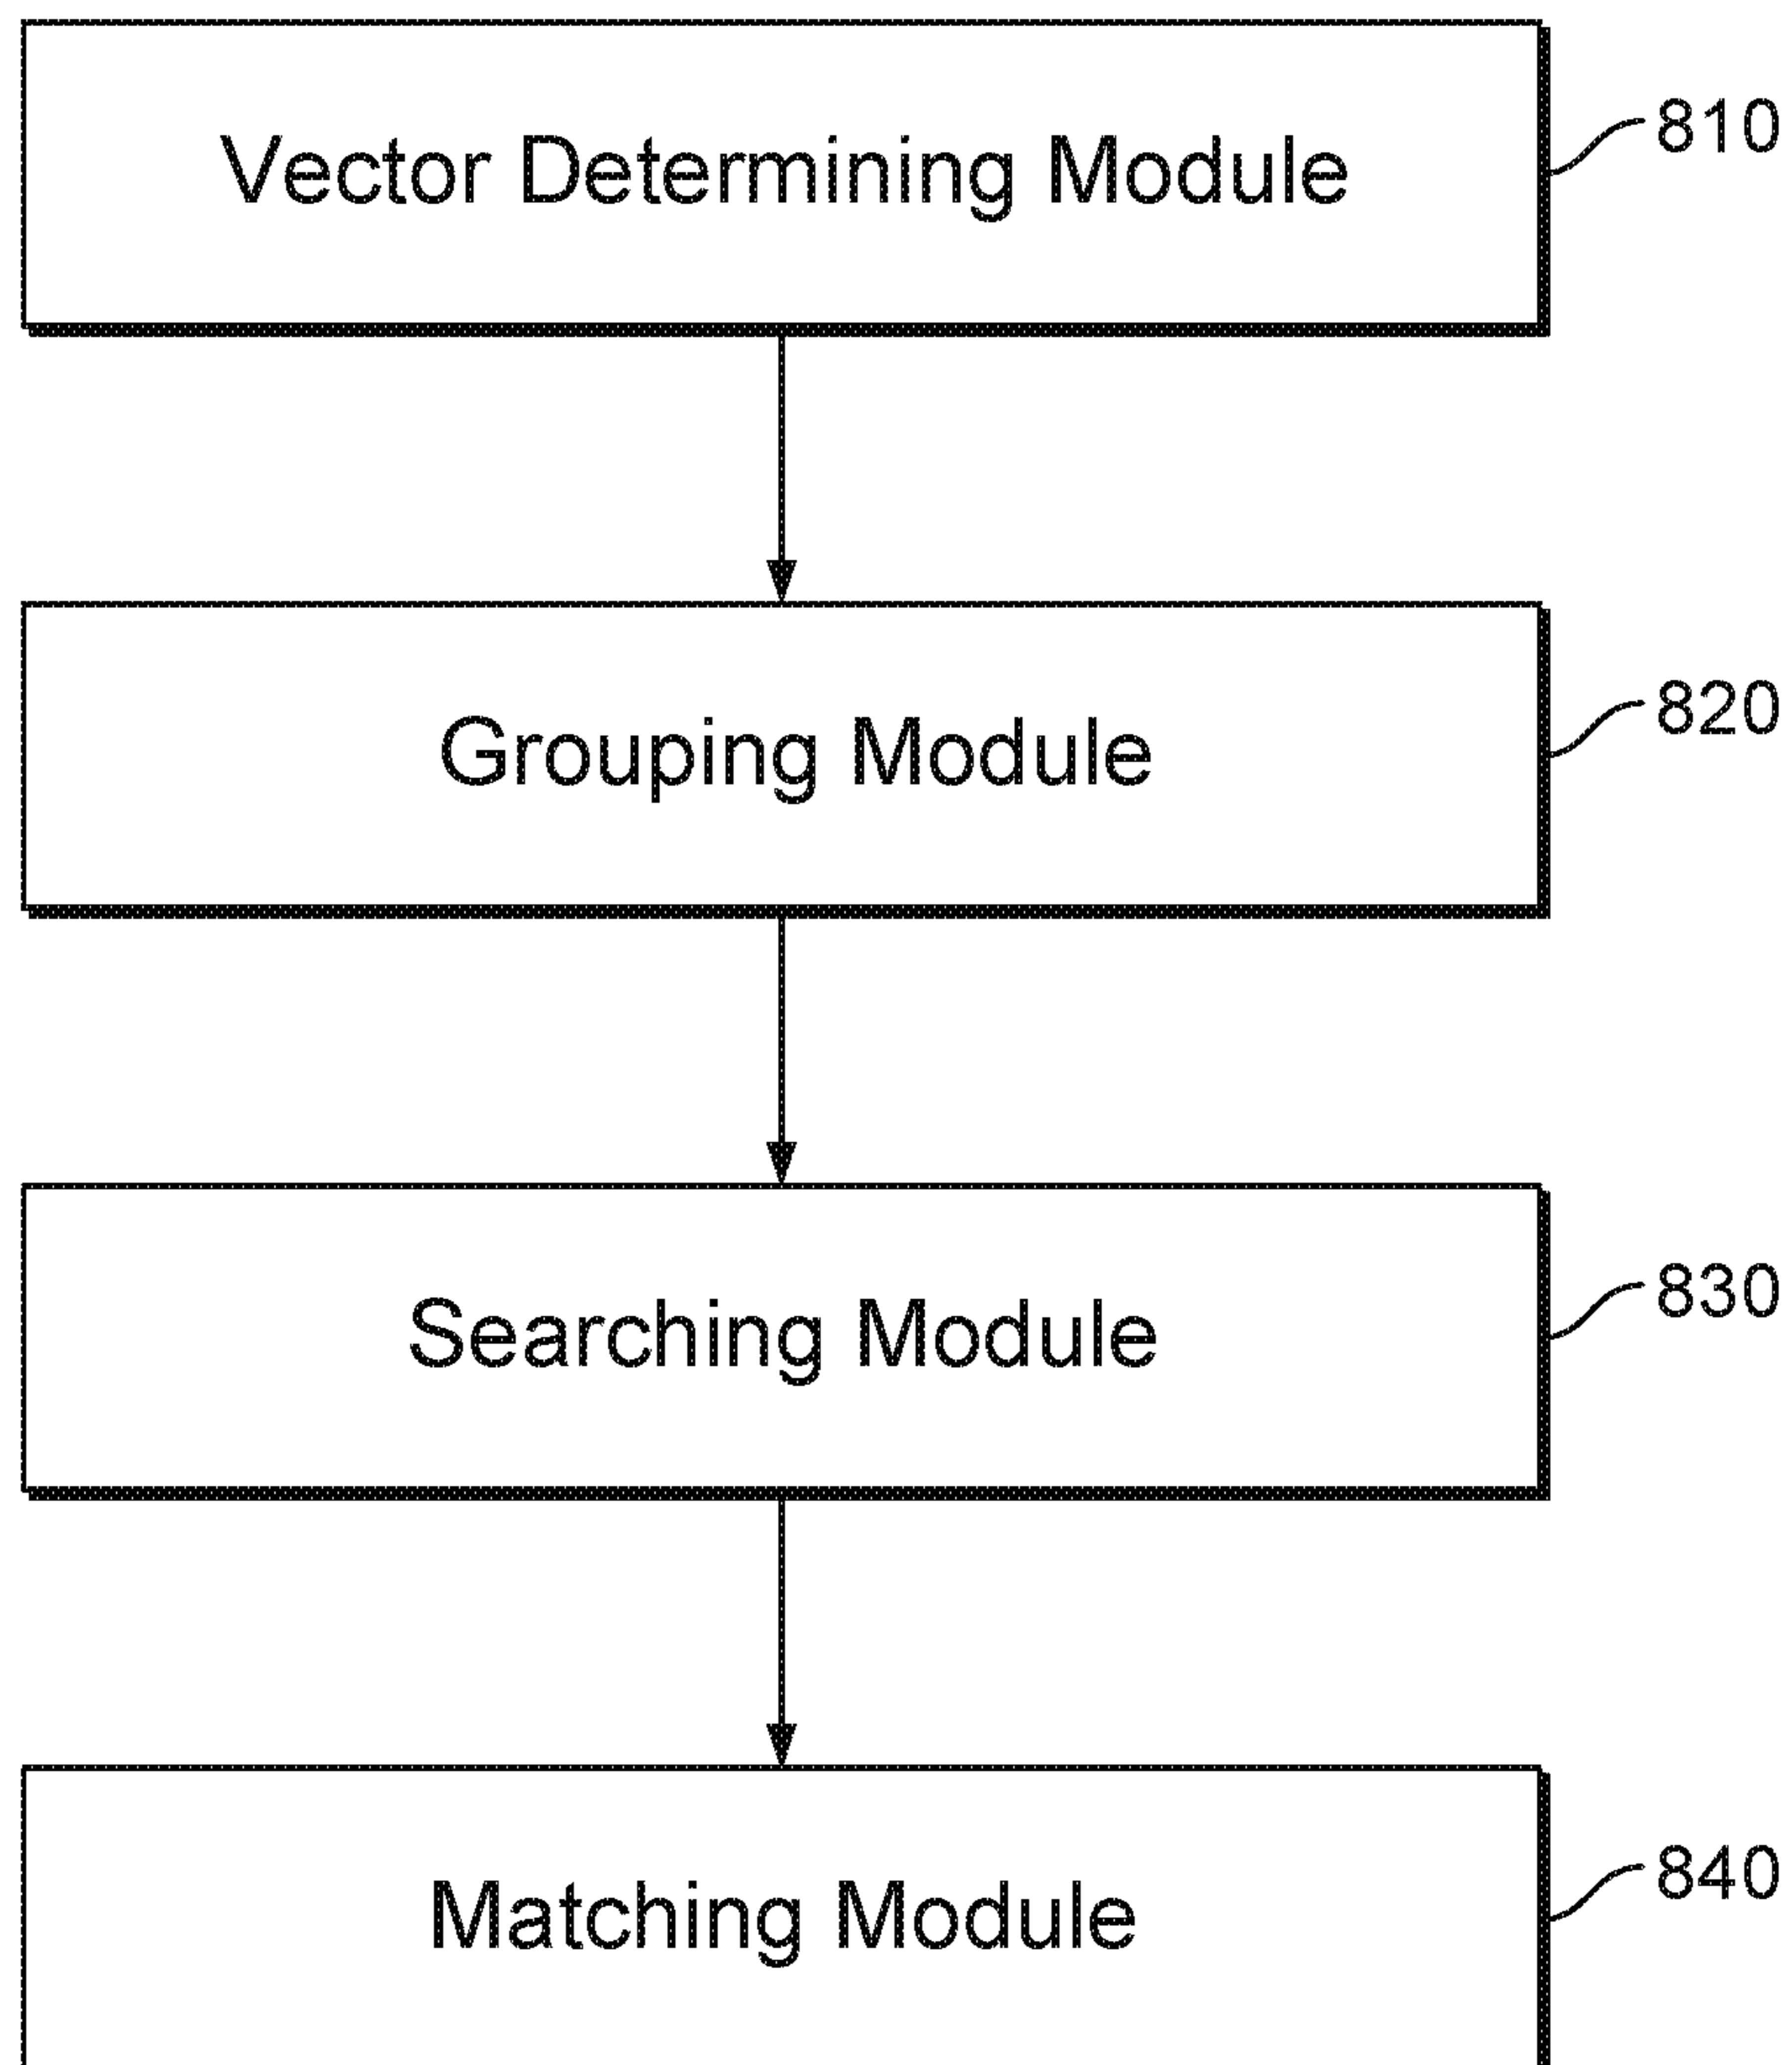 Vector Determining Module
810
Grouping Module
820
Searching Module
830
Matching Module
840